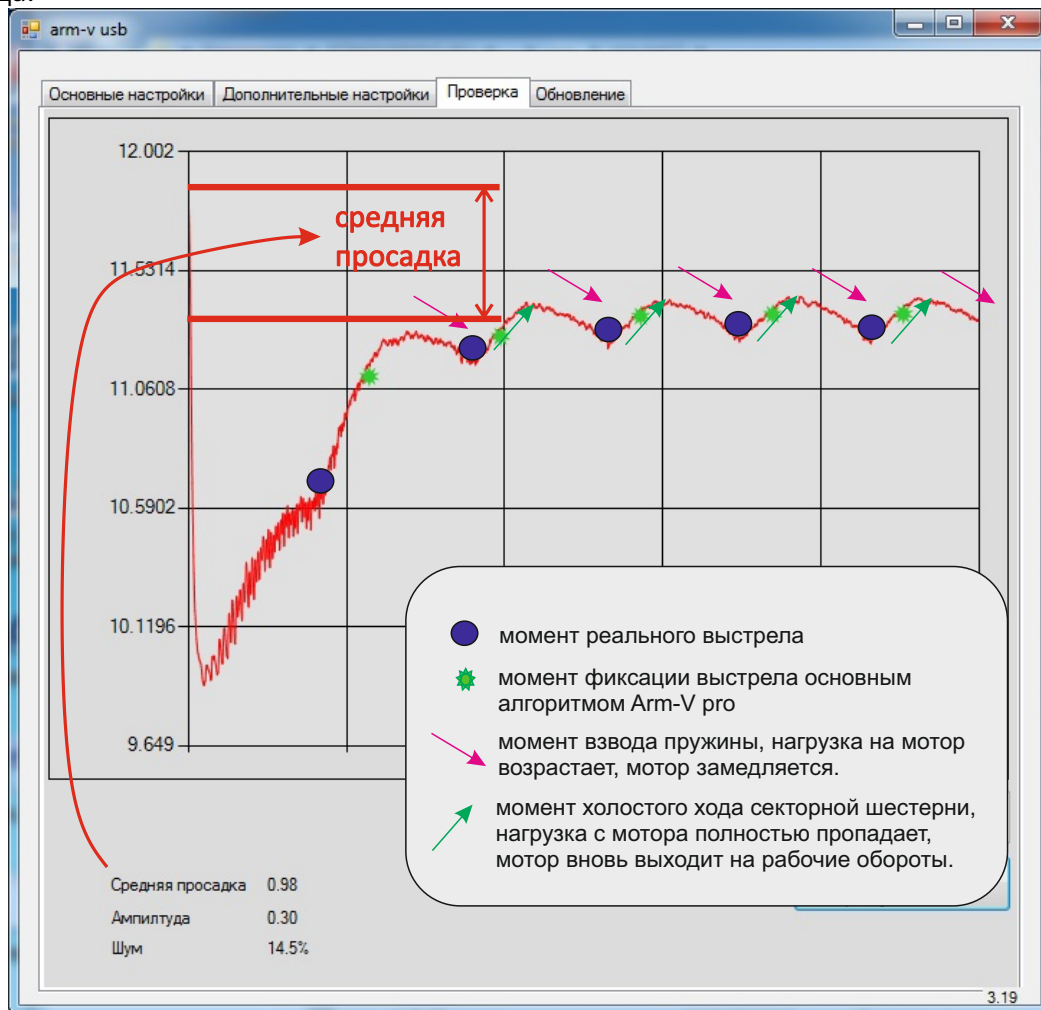 ца.
arm-v usb
Основные настройки Дополнительные настройки Проверка Обновление
12.002
средняя
просадка
11.5314
11.0608
10.5902
10.1196
9.649
момент реального выстрела
момент фиксации выстрела основным
алгоритмом Arm-V pro
момент взвода пружины, нагрузка на мотор
возрастает, мотор замедляется.
момент холостого хода секторной шестерни,
нагрузка с мотора полностью пропадает,
мотор вновь выходит на рабочие обороты.
Средняя просадка 0.98
Ампилтуда 0.30
Шум 14.5%
3.19